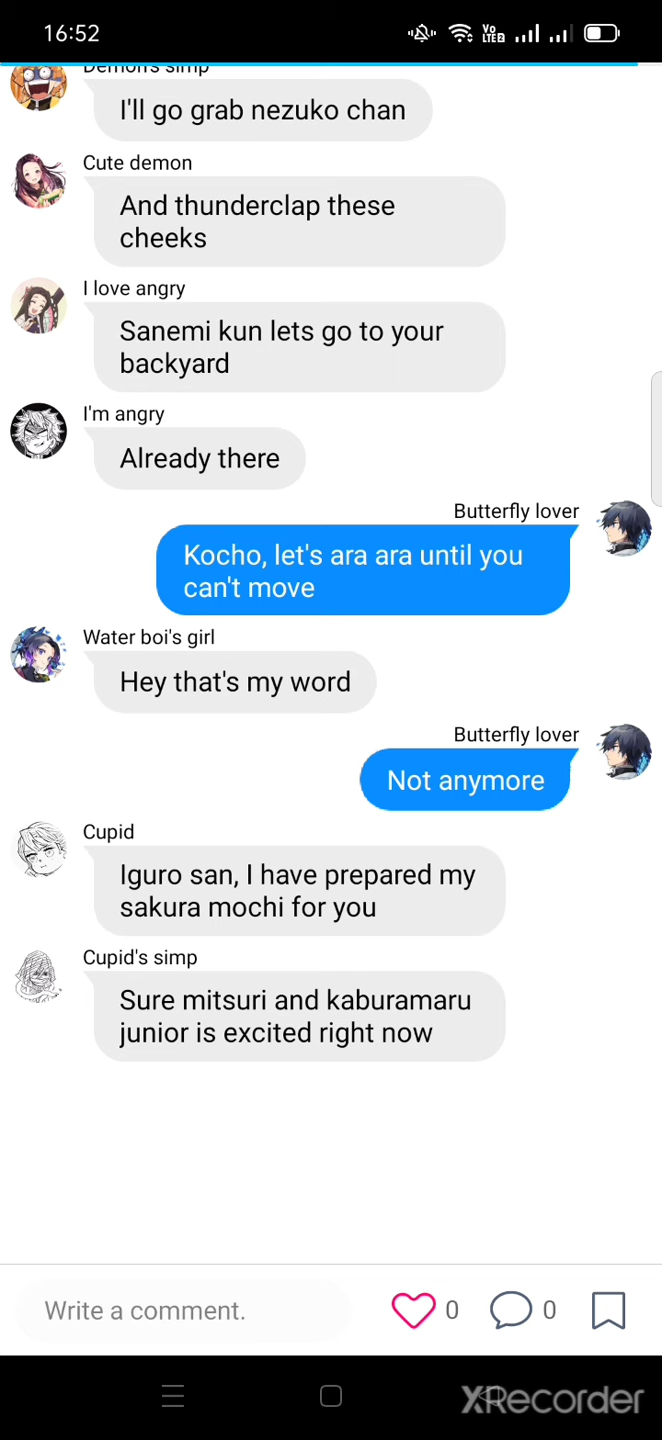 16:52
Vo
LTE2
Demon's simp
I'll go grab nezuko chan
Cute demon
And thunderclap these
cheeks
I love angry
Sanemi kun lets go to your
backyard
I'm angry
Already there
Butterfly lover
Kocho, let's ara ara until you
can't move
Water boi's girl
Hey that's my word
Butterfly lover
Not anymore
Cupid
Iguro san, I have prepared my
sakura mochi for you
Cupid's simp
Sure mitsuri and kaburamaru
junior is excited right now
Write a comment.
0
0
XRecorder